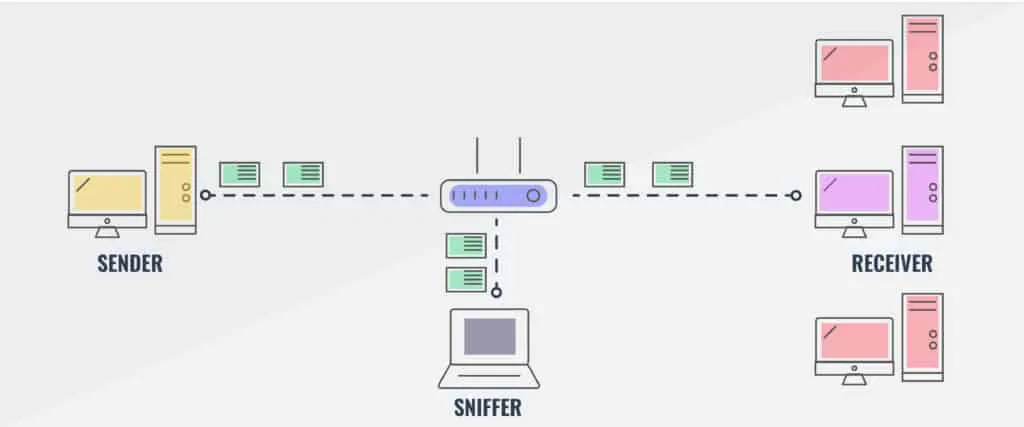 SENDER
RECEIVER
SNIFFER